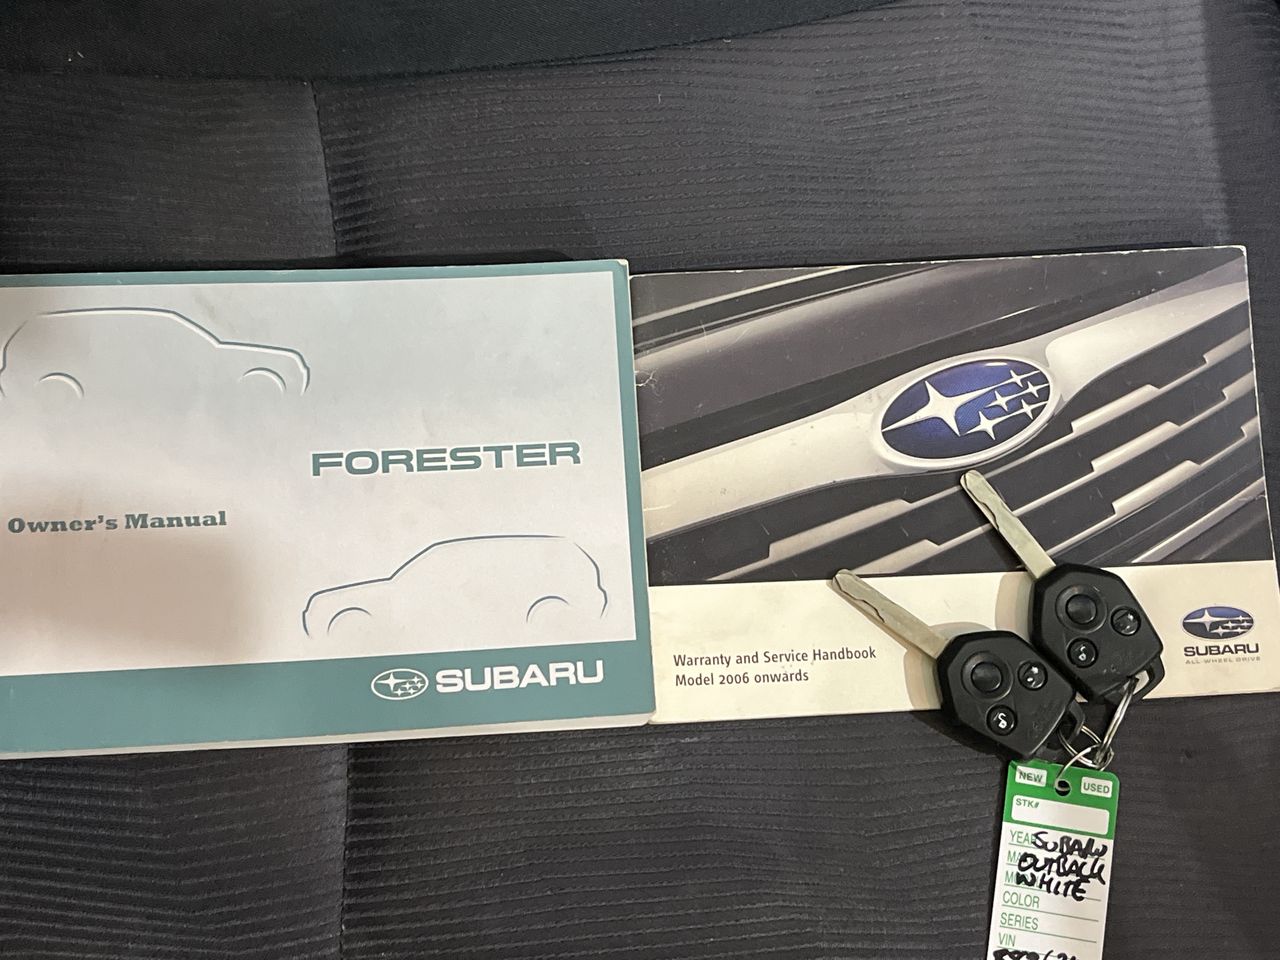 FORESTER
Owner's Manual
SUBARU
Warranty and Service Handbook
Model 2006 onwards
SUBARU
ALL-WHEEL DRIVE
NEW
USED
STK#
SUBARU
OUTBACK
WHITE
COLOR
SERIES
VIN